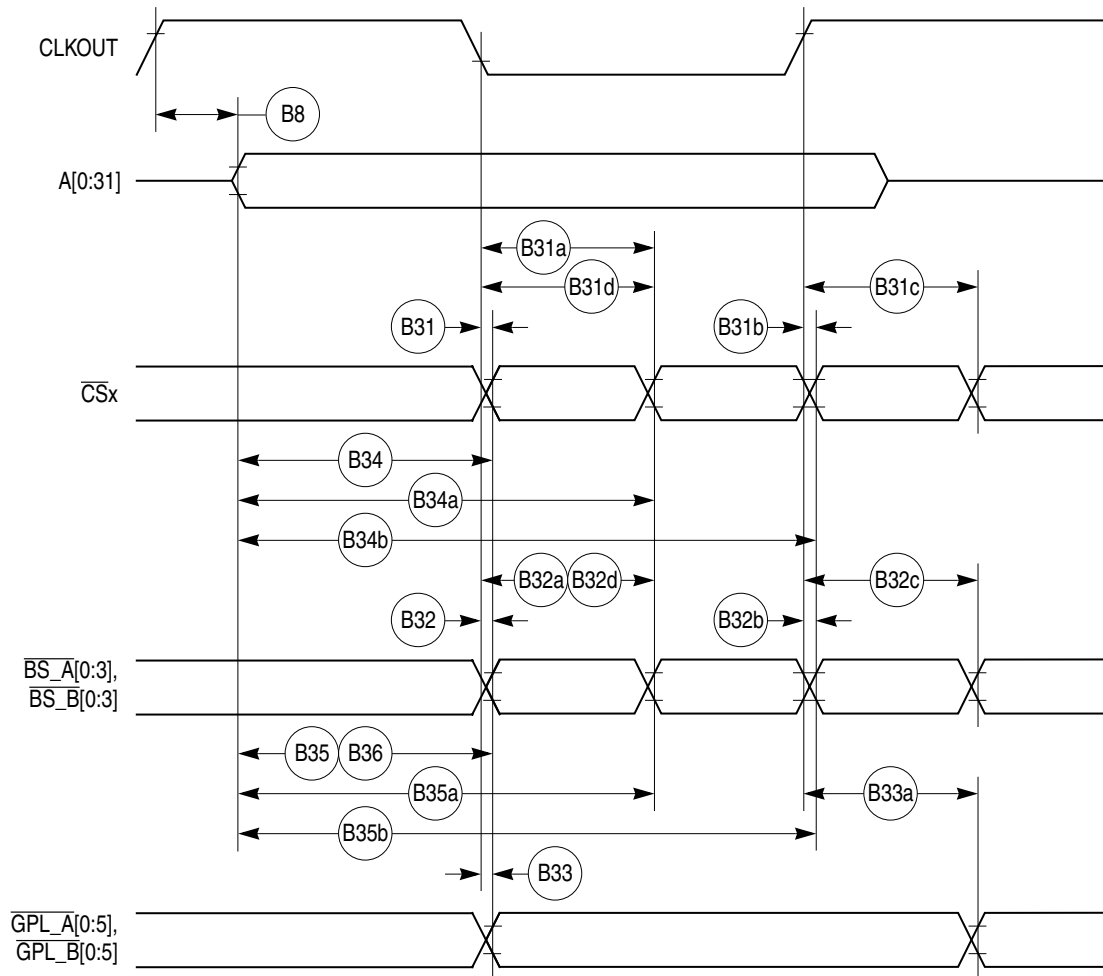 CLKOUT
B8
A[0:31]
B31a
B31d
B31c
B31
B31b
CSx
B34
B34a
B34b
B32a
B32d
B32c
B32
B32b
BS_A[0:3],
BS_B[0:3]
B35
B36
B35a
B33a
B35b
B33
GPL_A[0:5],
GPL_B[0:5]